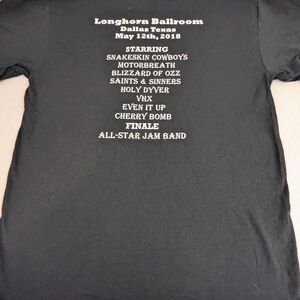 Longhorn Ballroom
Dallas Texas
May 12th, 2018
STARRING
SNAKESKIN COWBOYS
MOTORBREATH
BLIZZARD OF OZZ
SAINTS & SINNERS
HOLY DYVER
VHX
EVEN IT UP
CHERRY BOMB
FINALE
ALL-STAR JAM BAND